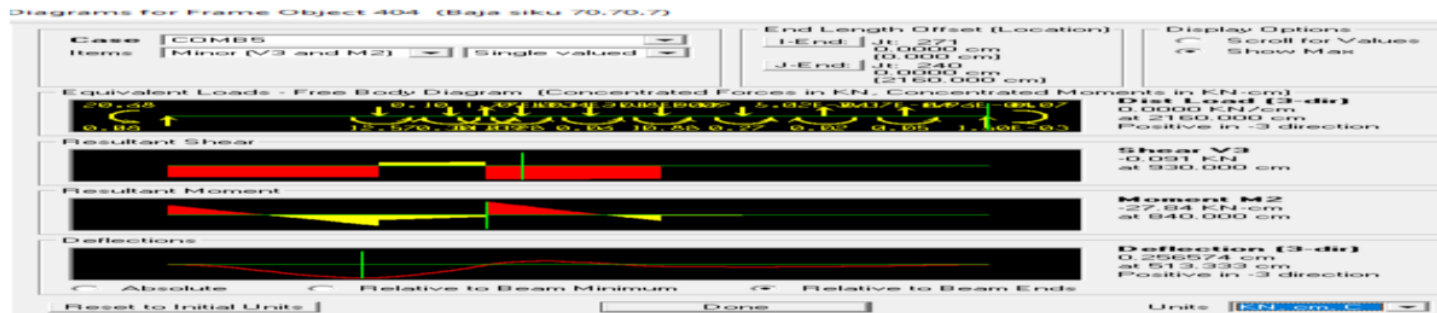 Diagrams for Frame Object 404 (Baja siku 70.70.7)
Case COMB5
Items Minor (V3 and M2) Single valued
End Length Offset (Location)
I-End: Jt: 271
0.0000 cm
(0.000 cm)
J-End: Jt: 240
0.0000 cm
(2160.000 cm)
Display Options
Scroll for Values
Show Max
Equivalent Loads - Free Body Diagram (Concentrated Forces in KN, Concentrated Moments in KN-cm)
20.68
Dist Load (3-dir)
0.0000 KN/cm
at 2160.000 cm
Positive in -3 direction
Resultant Shear
Shear V3
-0.091 KN
at 930.000 cm
Resultant Moment
Moment M2
-27.84 KN-cm
at 840.000 cm
Deflections
Deflection (3-dir)
0.256574 cm
at 513.333 cm
Positive in -3 direction
Absolute Relative to Beam Minimum Relative to Beam Ends
Reset to Initial Units Done Units KN, cm, C